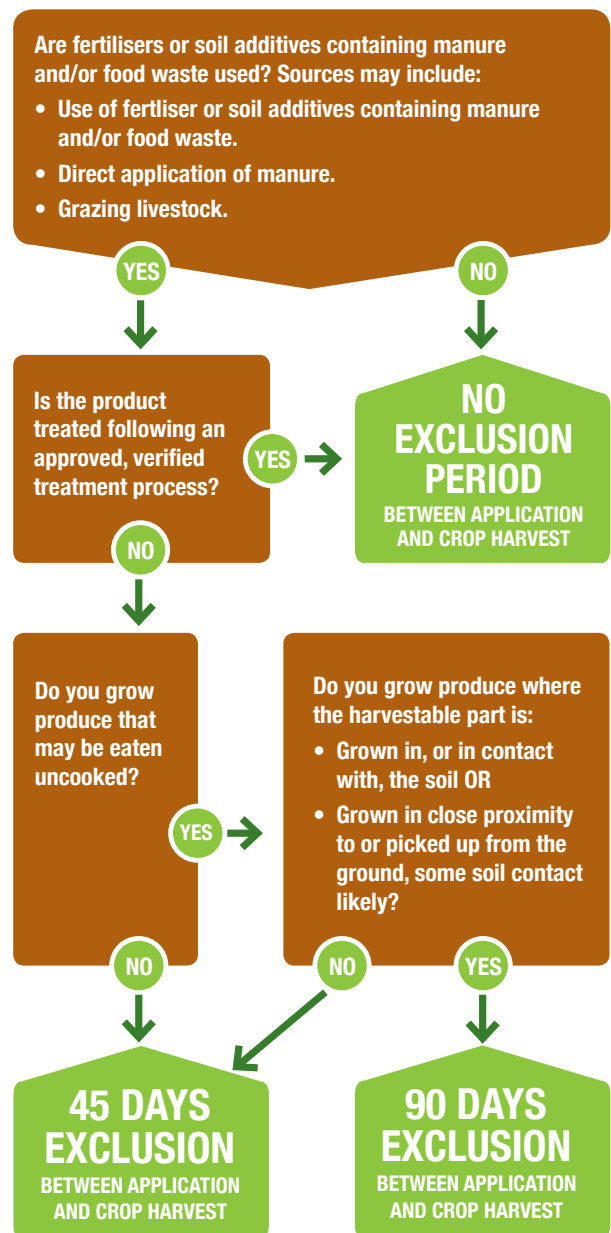 Are fertilisers or soil additives containing manure
and/or food waste used? Sources may include:
• Use of fertliser or soil additives containing manure
and/or food waste.
• Direct application of manure.
• Grazing livestock.
YES
NO
Is the product
treated following an
approved, verified
treatment process?
YES
NO
NO
EXCLUSION
PERIOD
BETWEEN APPLICATION
AND CROP HARVEST
Do you grow
produce that
may be eaten
uncooked?
YES
NO
Do you grow produce where
the harvestable part is:
• Grown in, or in contact
with, the soil OR
• Grown in close proximity
to or picked up from the
ground, some soil contact
likely?
NO
YES
45 DAYS
EXCLUSION
BETWEEN APPLICATION
AND CROP HARVEST
90 DAYS
EXCLUSION
BETWEEN APPLICATION
AND CROP HARVEST